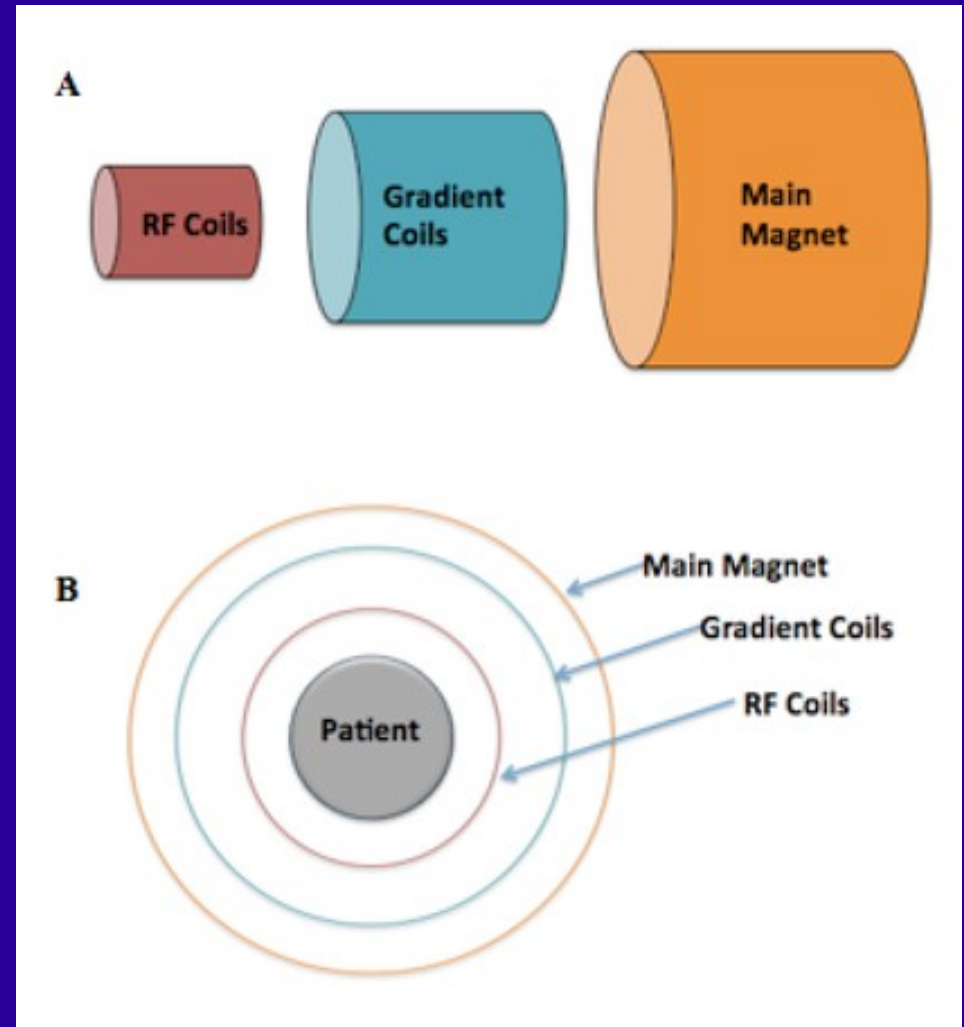 A
RF Coils
Gradient
Coils
Main
Magnet
B
Main Magnet
Gradient Coils
RF Coils
Patient